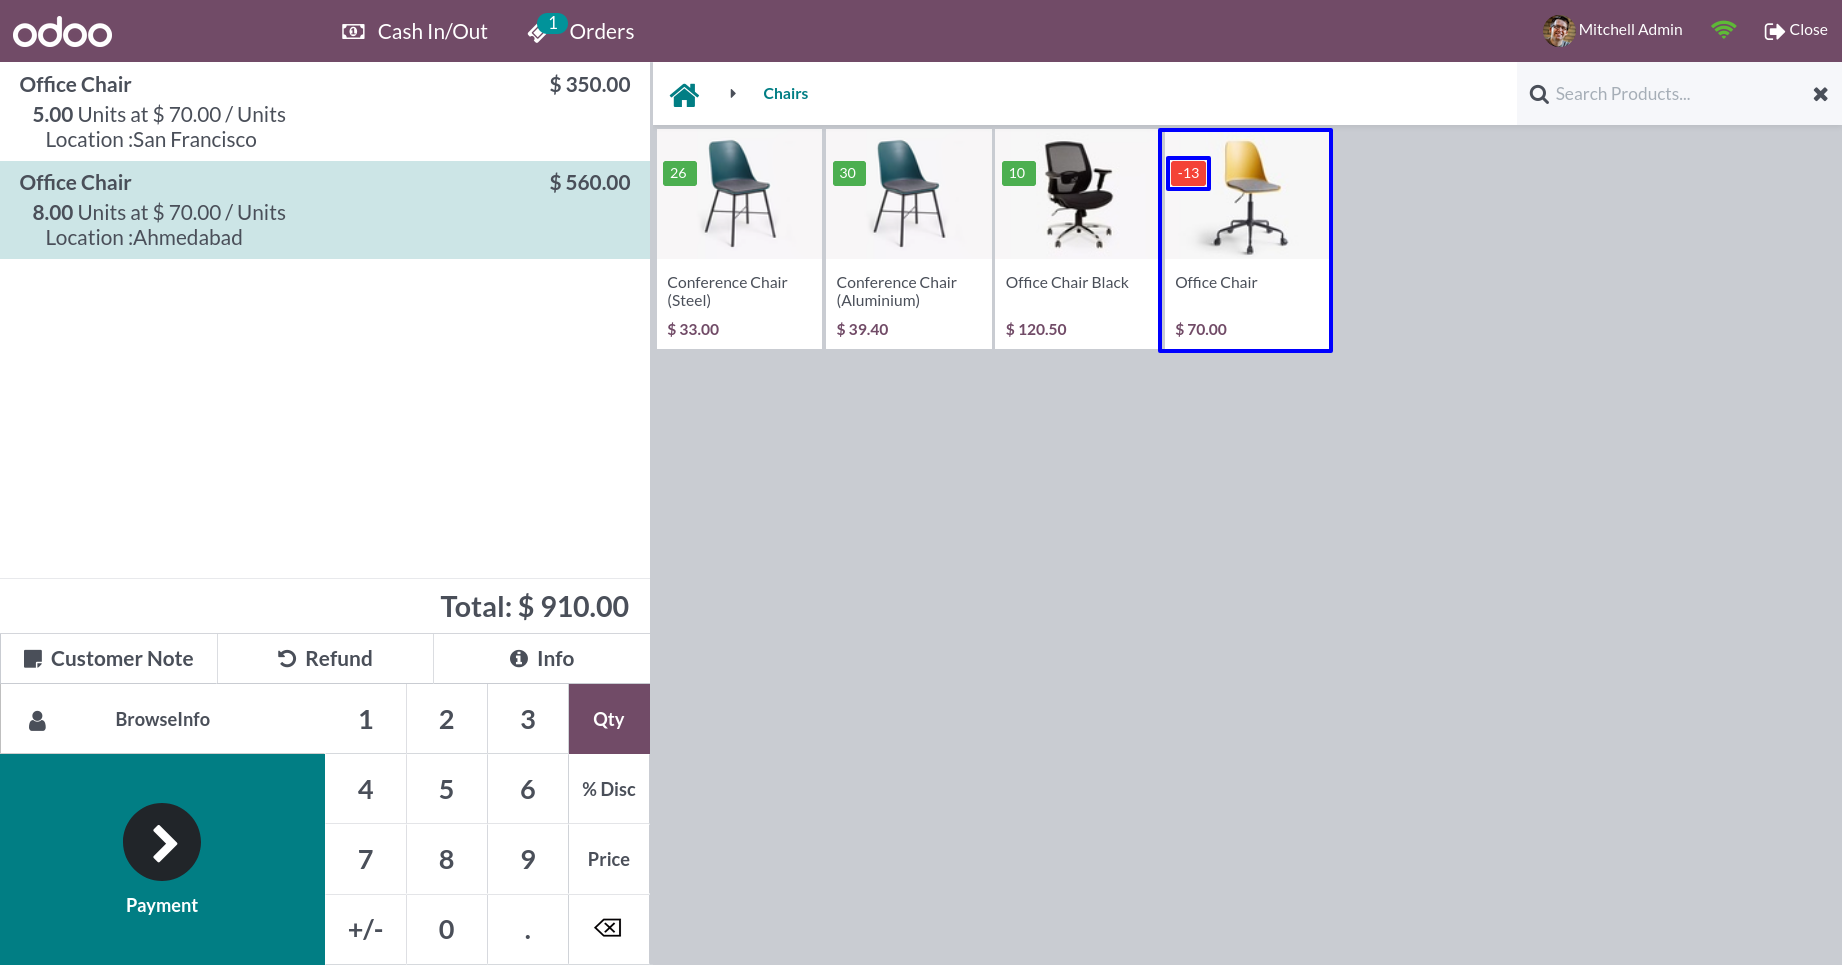 odoo
Cash In/Out
1
Orders
Mitchell Admin
Close
Office Chair $ 350.00
5.00 Units at $ 70.00 / Units
Location :San Francisco
Office Chair $ 560.00
8.00 Units at $ 70.00 / Units
Location :Ahmedabad
Total: $ 910.00
Customer Note Refund Info
BrowseInfo 1 2 3 Qty
4 5 6 % Disc
7 8 9 Price
Payment
+/- 0 .
Chairs
Search Products...
26
Conference Chair
(Steel)
$ 33.00
30
Conference Chair
(Aluminium)
$ 39.40
10
Office Chair Black
$ 120.50
-13
Office Chair
$ 70.00